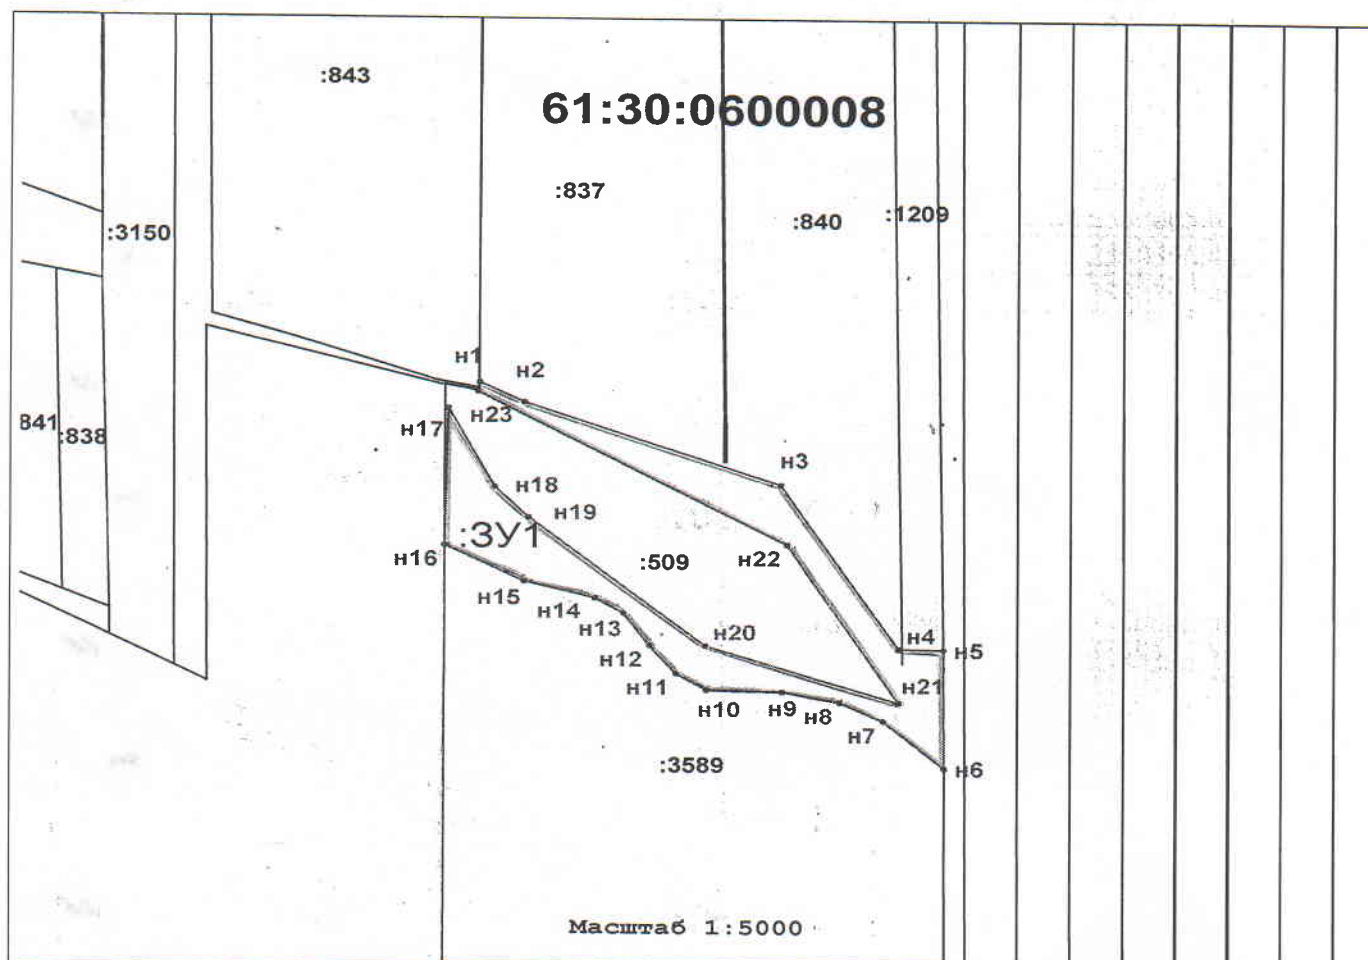 :843
61:30:0600008
:837
:840
:1209
:3150
н1
н2
н23
н17
841
:838
н3
н18
н19
:ЗУ1
н22
н16
:509
н15
н14
н13
н20
н4
н5
н12
н11
н21
н10
н9
н8
н7
:3589
н6
Масштаб 1:5000